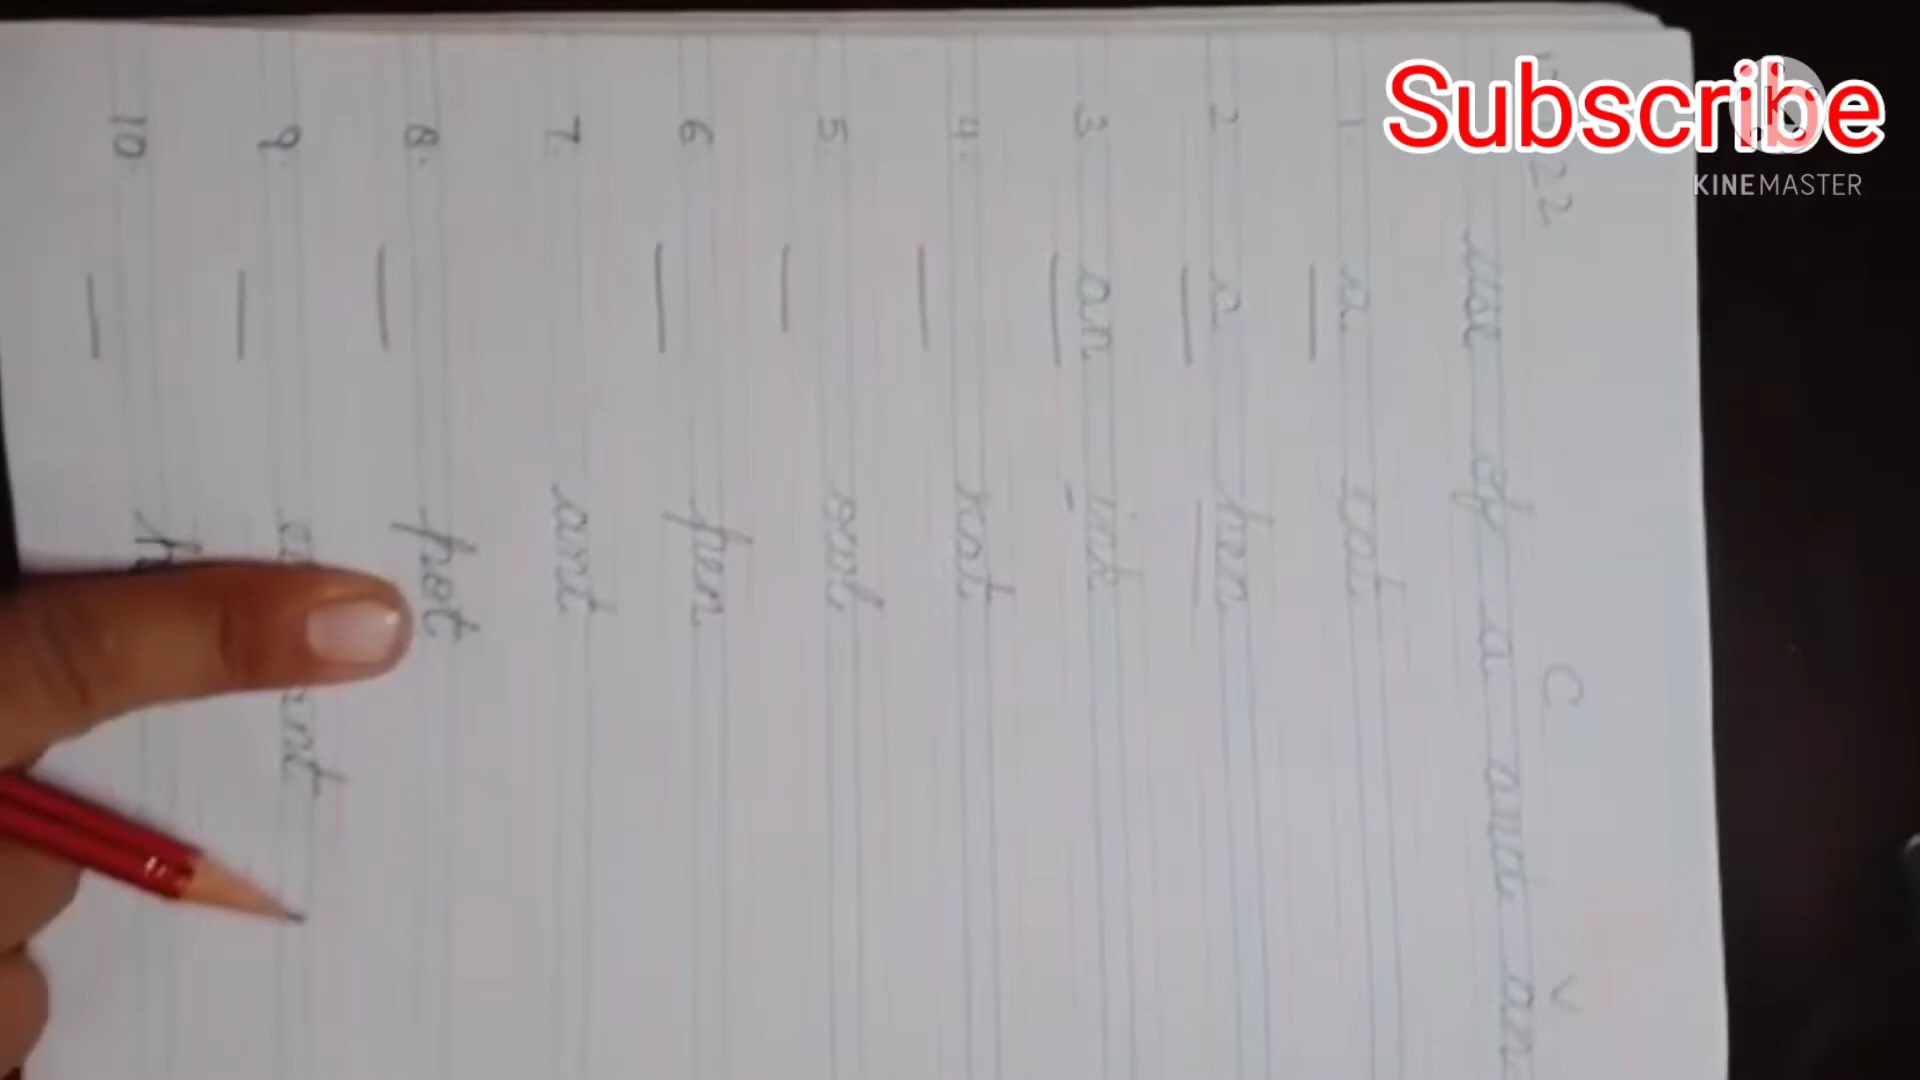 Subscribe
KINEMASTER
22
C V
Use of a and an
1. a cat
2. a hen
3. an ink
4. rat
5. owl
6. pen
7. ant
8. pot
9.
10.